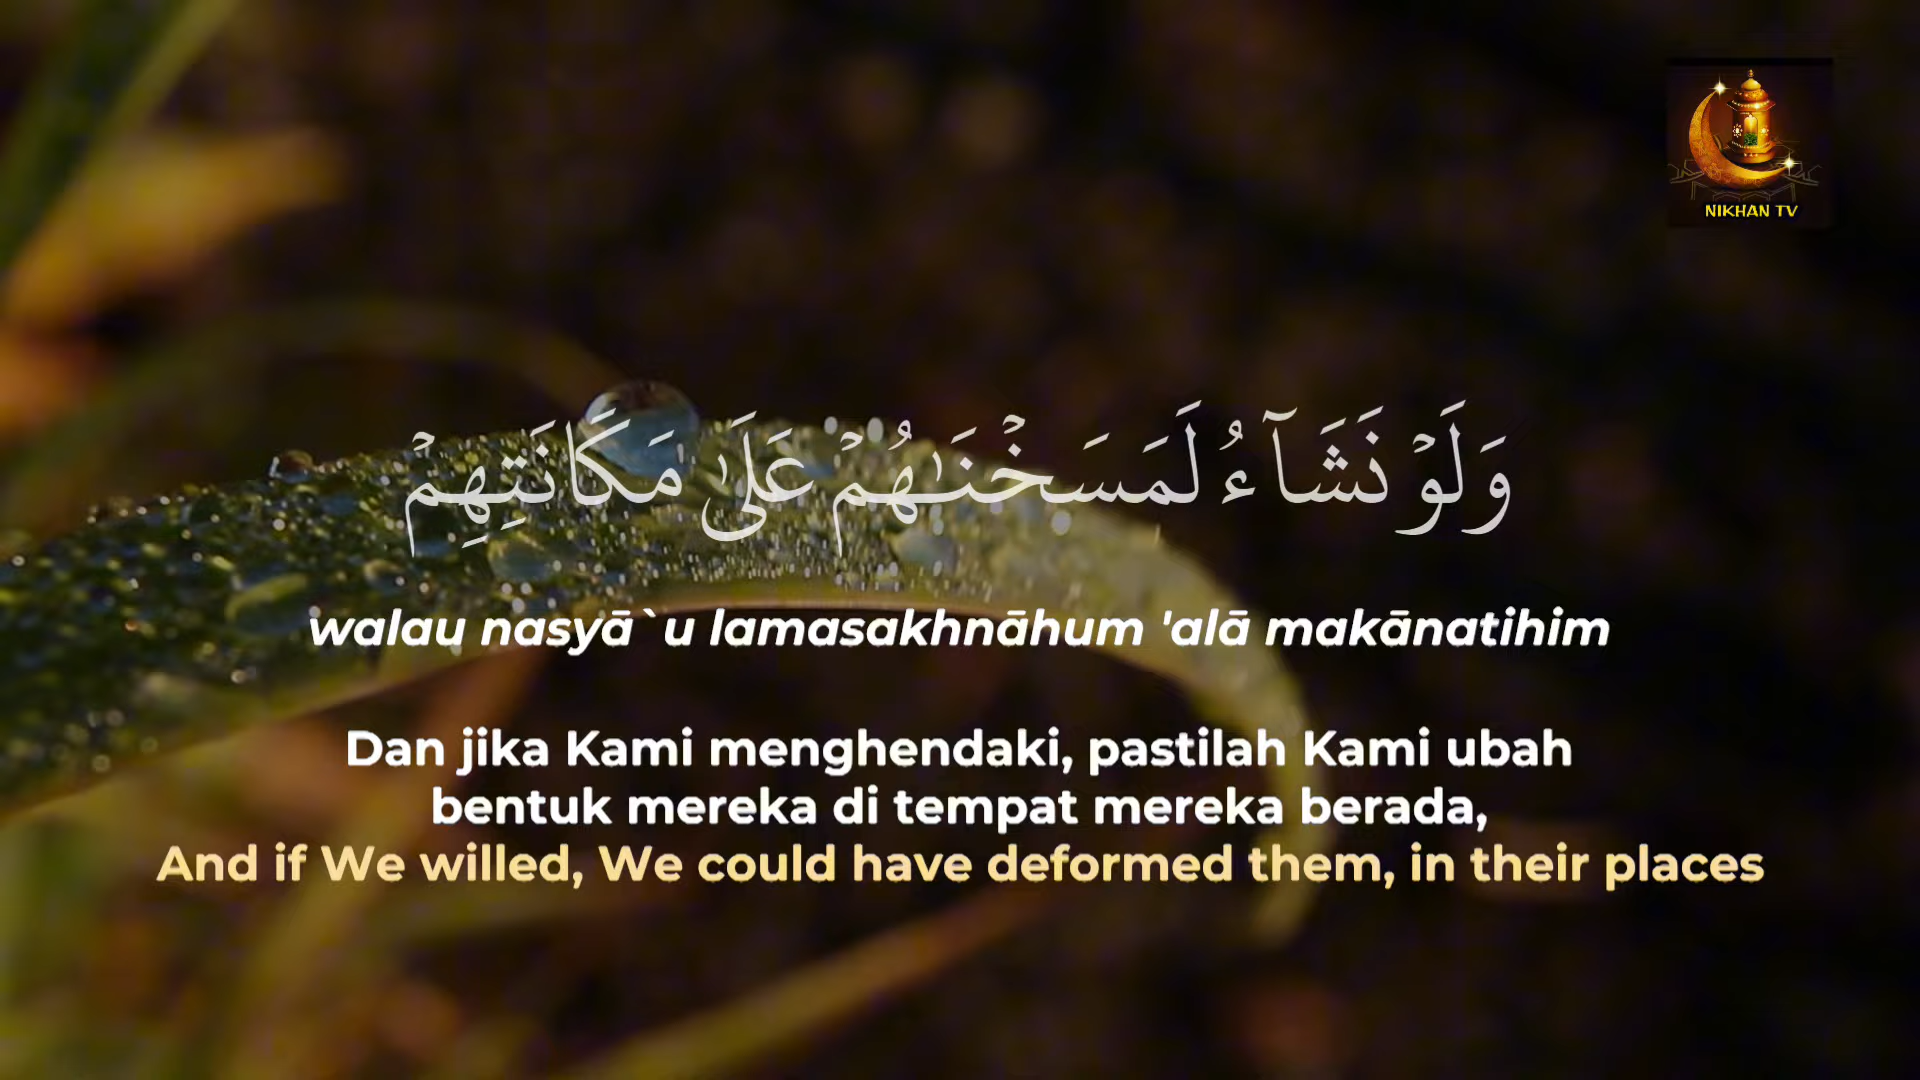 NIKHAN TV
وَلَوْ نَشَآءُ لَمَسَخْنَٰهُمْ عَلَىٰ مَكَانَتِهِمْ
walau nasyā`u lamasakhnāhum 'alā makānatihim
Dan jika Kami menghendaki, pastilah Kami ubah
bentuk mereka di tempat mereka berada,
And if We willed, We could have deformed them, in their places